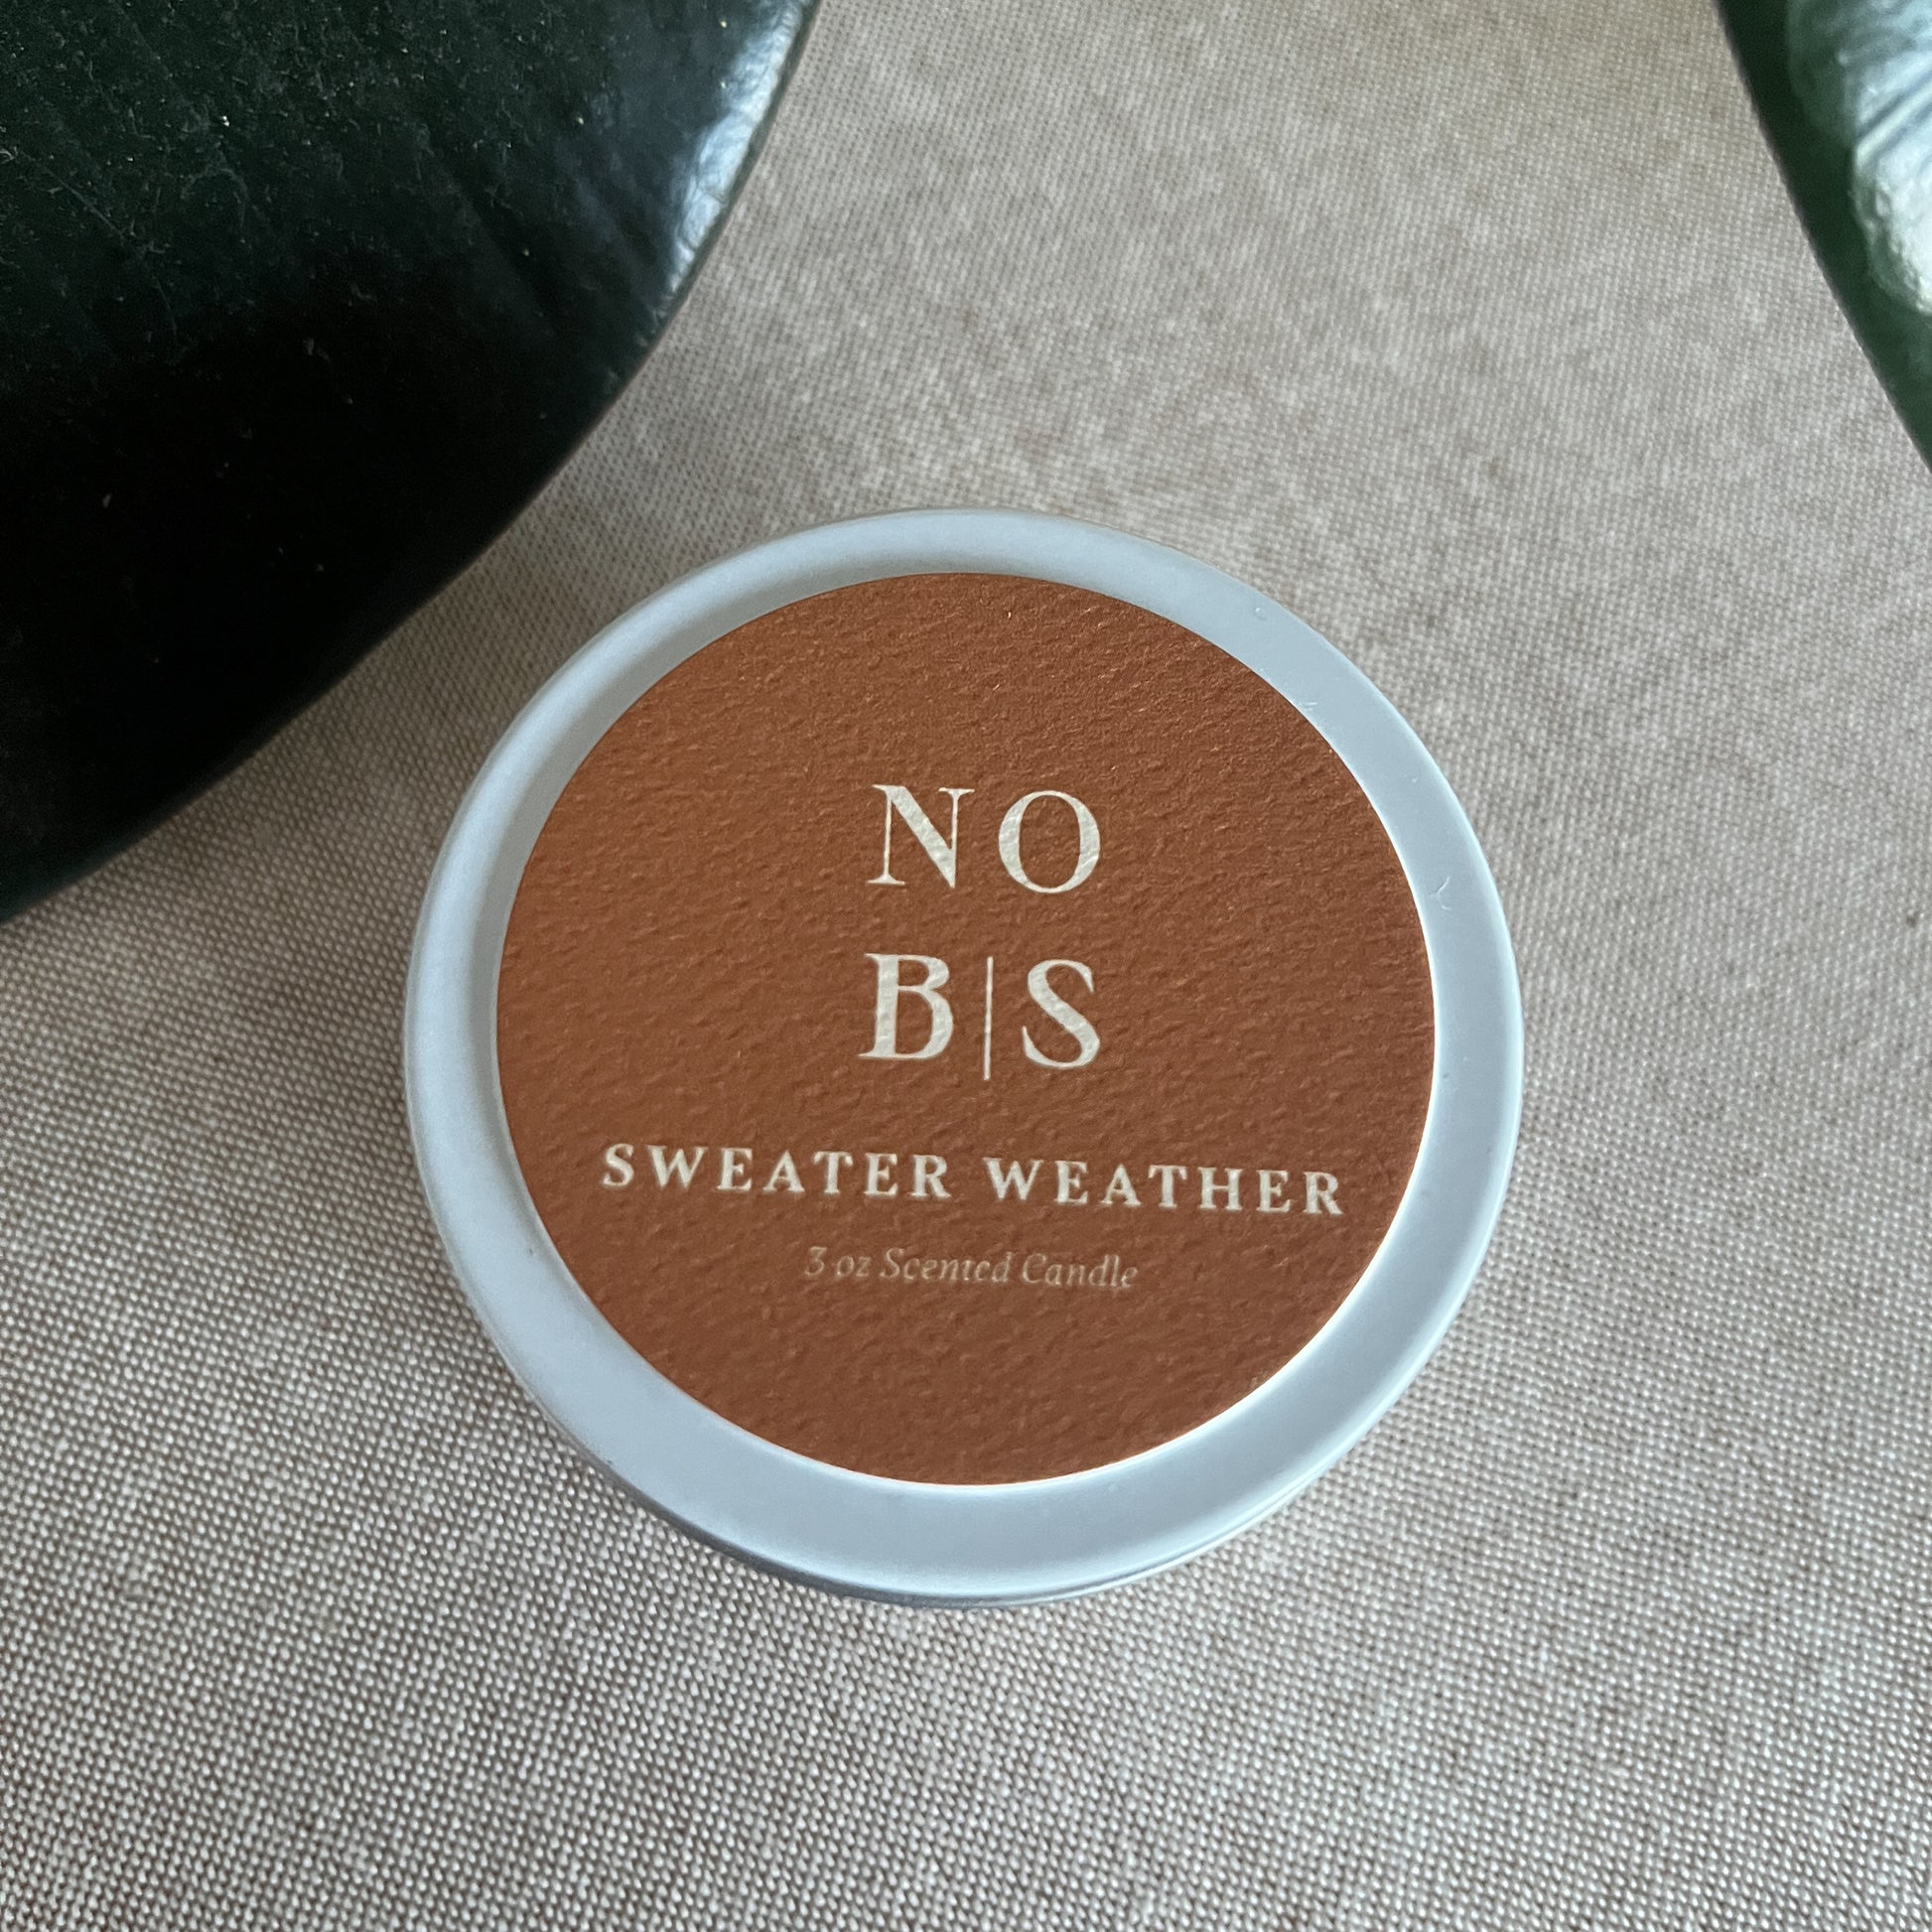 NO
B|S
SWEATER WEATHER
3 oz Scented Candle